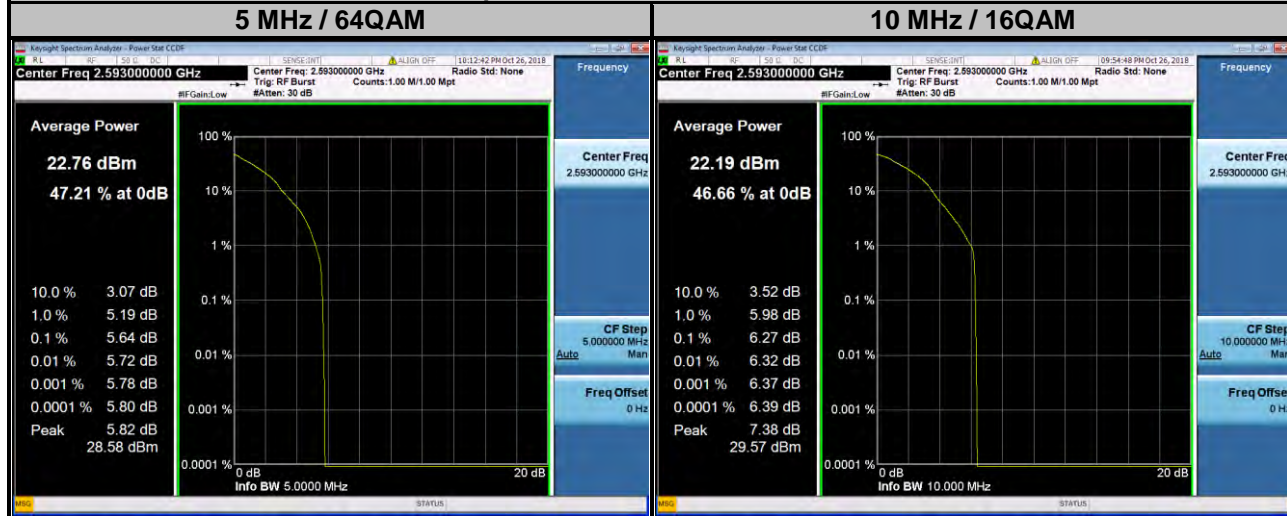 5 MHz / 64QAM
Keysight Spectrum Analyzer - Power Stat CCDF
RL RF 50 Ω DC SENSE:INT ALIGN OFF 10:12:42 PM Oct 26, 2018
Center Freq 2.593000000 GHz
Center Freq: 2.593000000 GHz Radio Std: None
Trig: RF Burst Counts:1.00 M/1.00 Mpt
#IFGain:Low #Atten: 30 dB
Frequency
Average Power
22.76 dBm
47.21 % at 0dB
10.0 % 3.07 dB
1.0 % 5.19 dB
0.1 % 5.64 dB
0.01 % 5.72 dB
0.001 % 5.78 dB
0.0001 % 5.80 dB
Peak 5.82 dB
28.58 dBm
100 %
10 %
1 %
0.1 %
0.01 %
0.001 %
0.0001 %
0 dB 20 dB
Info BW 5.0000 MHz
Center Freq
2.593000000 GHz
CF Step
5.000000 MHz
Auto Man
Freq Offset
0 Hz
MSG STATUS
10 MHz / 16QAM
Keysight Spectrum Analyzer - Power Stat CCDF
RL RF 50 Ω DC SENSE:INT ALIGN OFF 09:54:48 PM Oct 26, 2018
Center Freq 2.593000000 GHz
Center Freq: 2.593000000 GHz Radio Std: None
Trig: RF Burst Counts:1.00 M/1.00 Mpt
#IFGain:Low #Atten: 30 dB
Frequency
Average Power
22.19 dBm
46.66 % at 0dB
10.0 % 3.52 dB
1.0 % 5.98 dB
0.1 % 6.27 dB
0.01 % 6.32 dB
0.001 % 6.37 dB
0.0001 % 6.39 dB
Peak 7.38 dB
29.57 dBm
100 %
10 %
1 %
0.1 %
0.01 %
0.001 %
0.0001 %
0 dB 20 dB
Info BW 10.000 MHz
Center Freq
2.593000000 GH
CF Step
10.000000 MH
Auto Man
Freq Offse
0 H
MSG STATUS